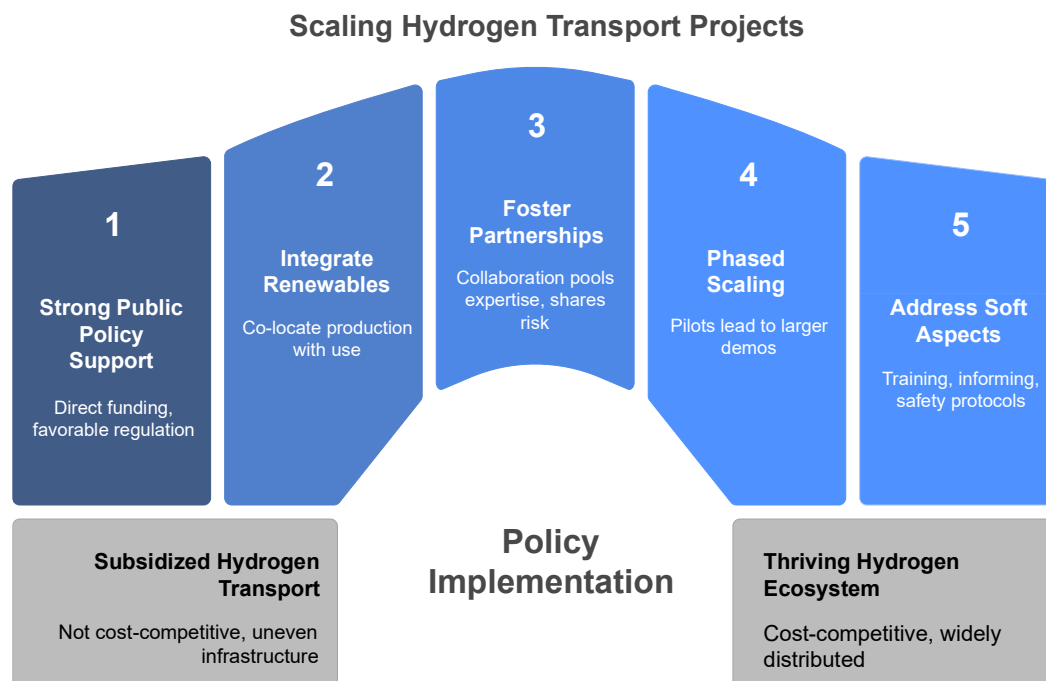 Scaling Hydrogen Transport Projects
1
Strong Public
Policy
Support
Direct funding,
favorable regulation
2
Integrate
Renewables
Co-locate production
with use
3
Foster
Partnerships
Collaboration pools
expertise, shares
risk
4
Phased
Scaling
Pilots lead to larger
demos
5
Address Soft
Aspects
Training, informing,
safety protocols
Subsidized Hydrogen
Transport
Not cost-competitive, uneven
infrastructure
Policy
Implementation
Thriving Hydrogen
Ecosystem
Cost-competitive, widely
distributed